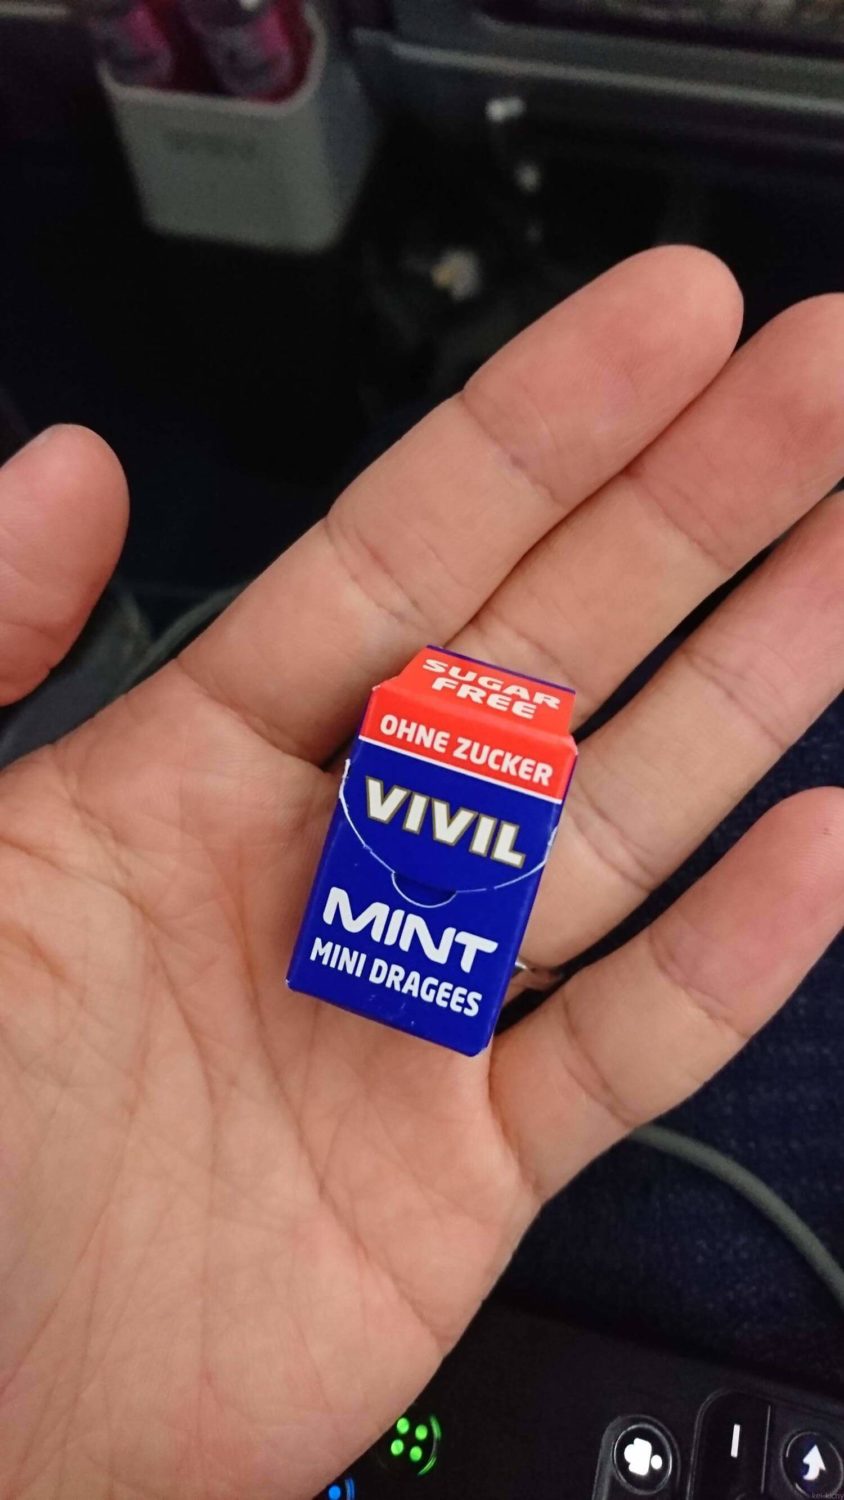 SUGAR
FREE
OHNE ZUCKER
VIVIL
MINT
MINI DRAGEES